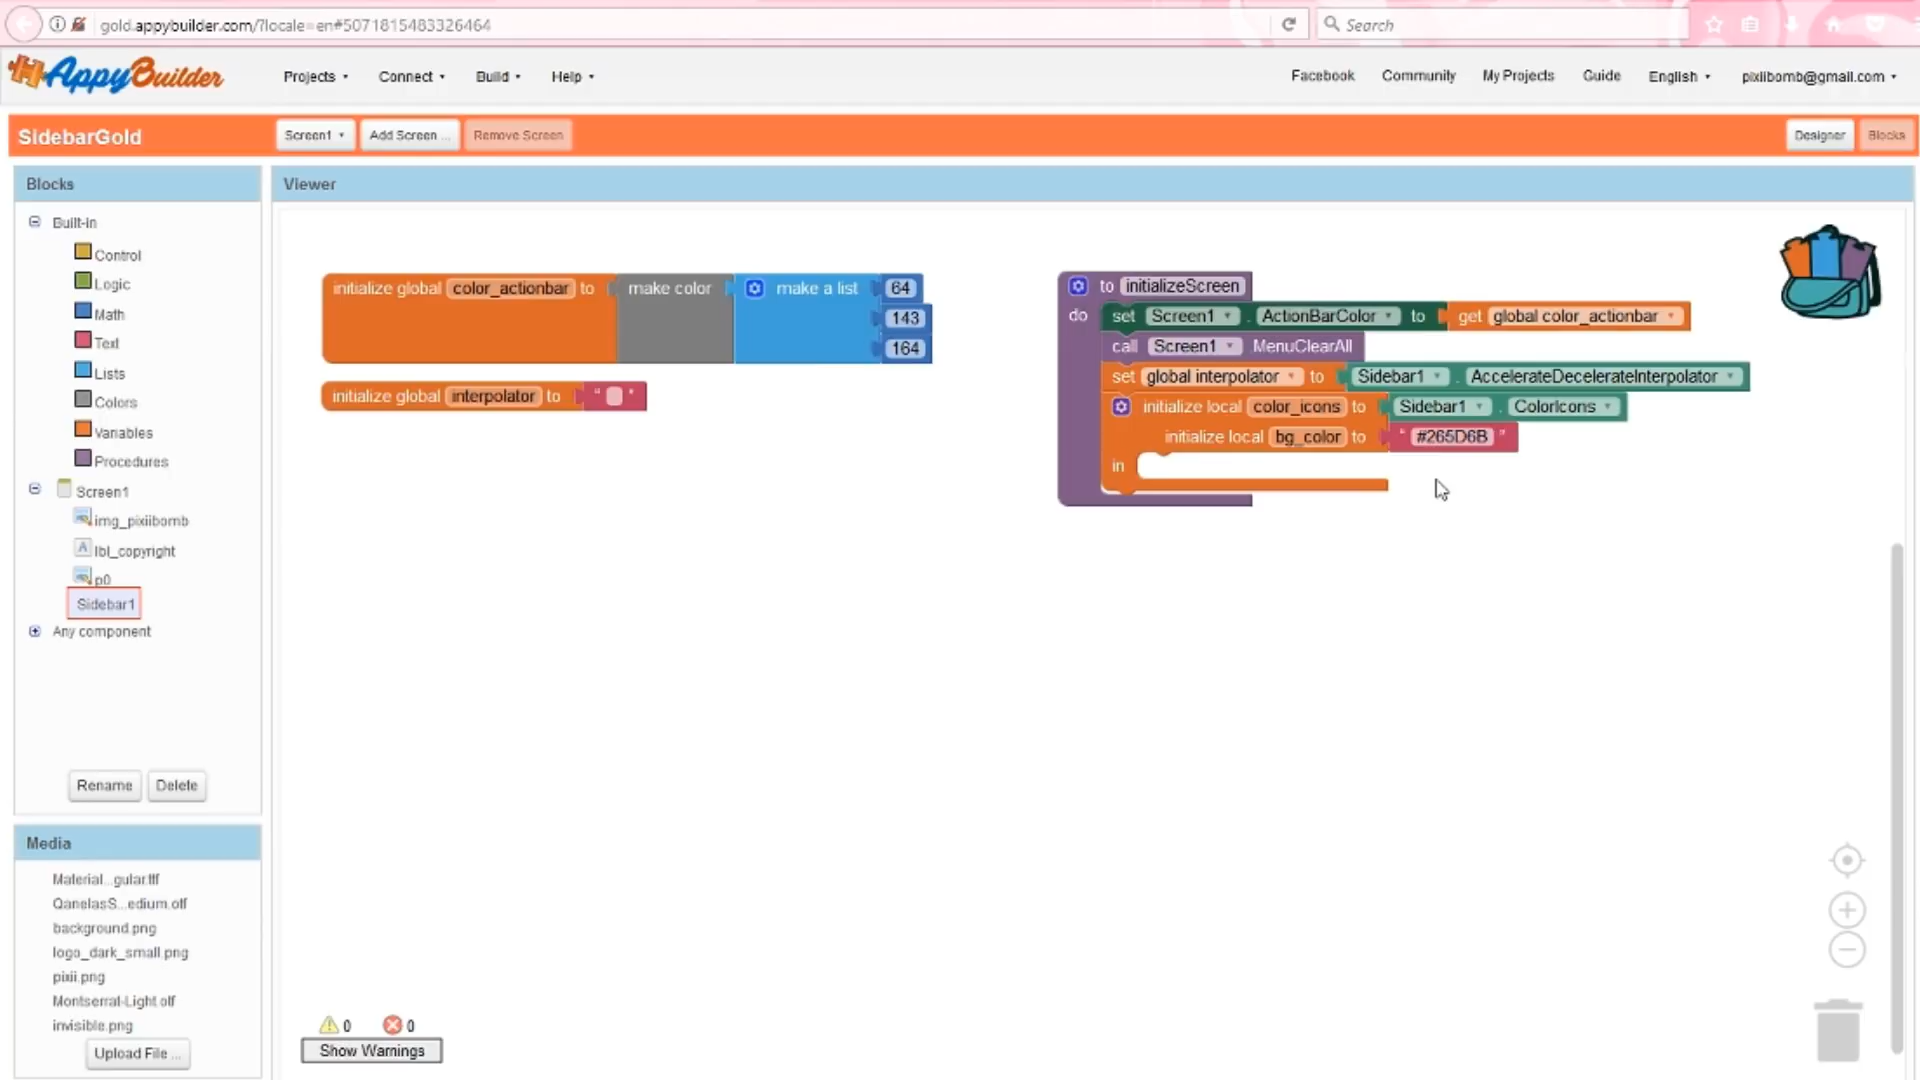 gold.appybuilder.com/?locale=en#5071815483326464
Search
AppyBuilder
Projects
Connect
Build
Help
Facebook
Community
My Projects
Guide
English
pixiibomb@gmail.com
SidebarGold
Screen1
Add Screen ...
Remove Screen
Designer
Blocks
Blocks
Viewer
Built-in
Control
Logic
Math
Text
Lists
Colors
Variables
Procedures
Screen1
img_pixiibomb
lbl_copyright
p0
Sidebar1
Any component
Rename
Delete
Media
Material...gular.ttf
QanelasS...edium.otf
background.png
logo_dark_small.png
pixii.png
Montserrat-Light.otf
invisible.png
Upload File ...
initialize global color_actionbar to make color make a list 64
143
164
initialize global interpolator to " "
to initializeScreen
do set Screen1 . ActionBarColor to get global color_actionbar
call Screen1 .MenuClearAll
set global interpolator to Sidebar1 . AccelerateDecelerateInterpolator
initialize local color_icons to Sidebar1 . ColorIcons
initialize local bg_color to " #265D6B "
in
0 0
Show Warnings